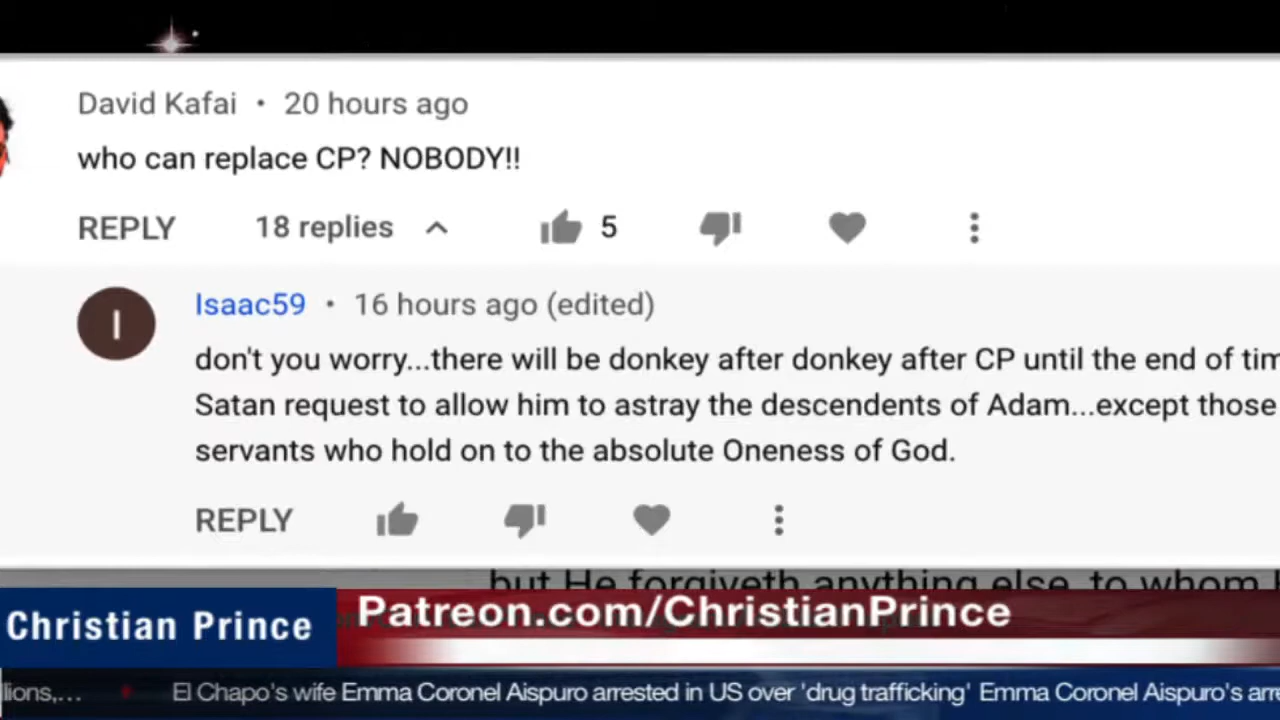 David Kafai • 20 hours ago
who can replace CP? NOBODY!!
REPLY 18 replies 5
I
Isaac59 • 16 hours ago (edited)
don't you worry...there will be donkey after donkey after CP until the end of tim
Satan request to allow him to astray the descendents of Adam...except those
servants who hold on to the absolute Oneness of God.
REPLY
but He forgiveth anything else, to whom
Christian Prince
Patreon.com/ChristianPrince
lions,... • El Chapo's wife Emma Coronel Aispuro arrested in US over 'drug trafficking' Emma Coronel Aispuro's arre